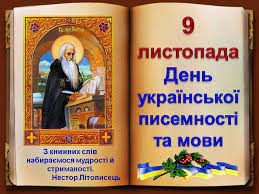 З книжних слів
набираємося мудрості й
стриманості.
Нестор Літописець
9
листопада
День
української
писемності
та мови